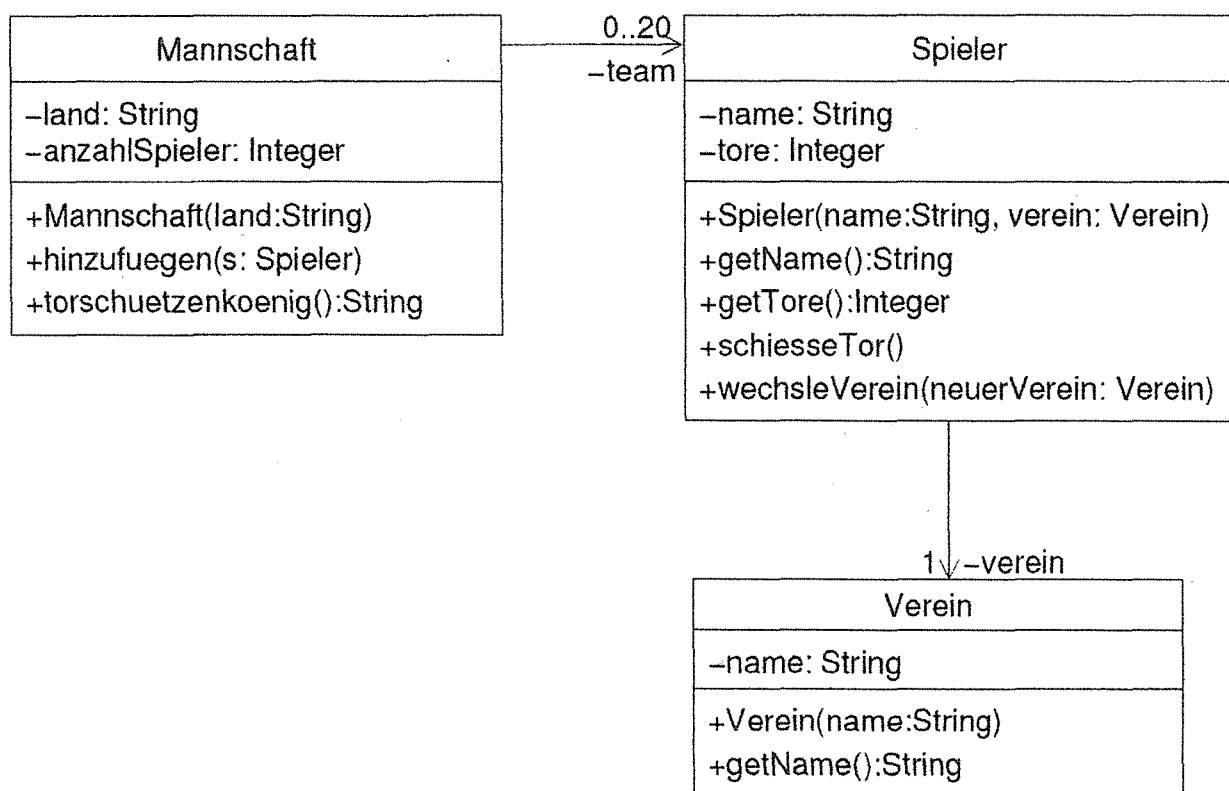 Mannschaft
–land: String
–anzahlSpieler: Integer
+Mannschaft(land:String)
+hinzufuegen(s: Spieler)
+torschuetzenkoenig():String
0..20
–team
Spieler
–name: String
–tore: Integer
+Spieler(name:String, verein: Verein)
+getName():String
+getTore():Integer
+schiesseTor()
+wechsleVerein(neuerVerein: Verein)
1 –verein
Verein
–name: String
+Verein(name:String)
+getName():String